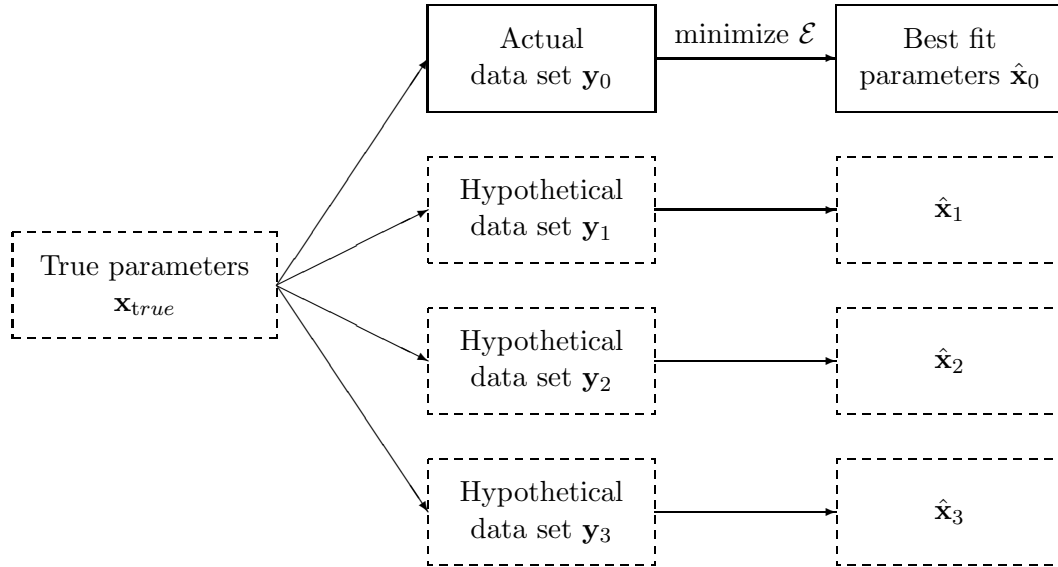 Actual
data set y₀
minimize ℰ
Best fit
parameters x̂₀
Hypothetical
data set y₁
x̂₁
True parameters
x_true
Hypothetical
data set y₂
x̂₂
Hypothetical
data set y₃
x̂₃